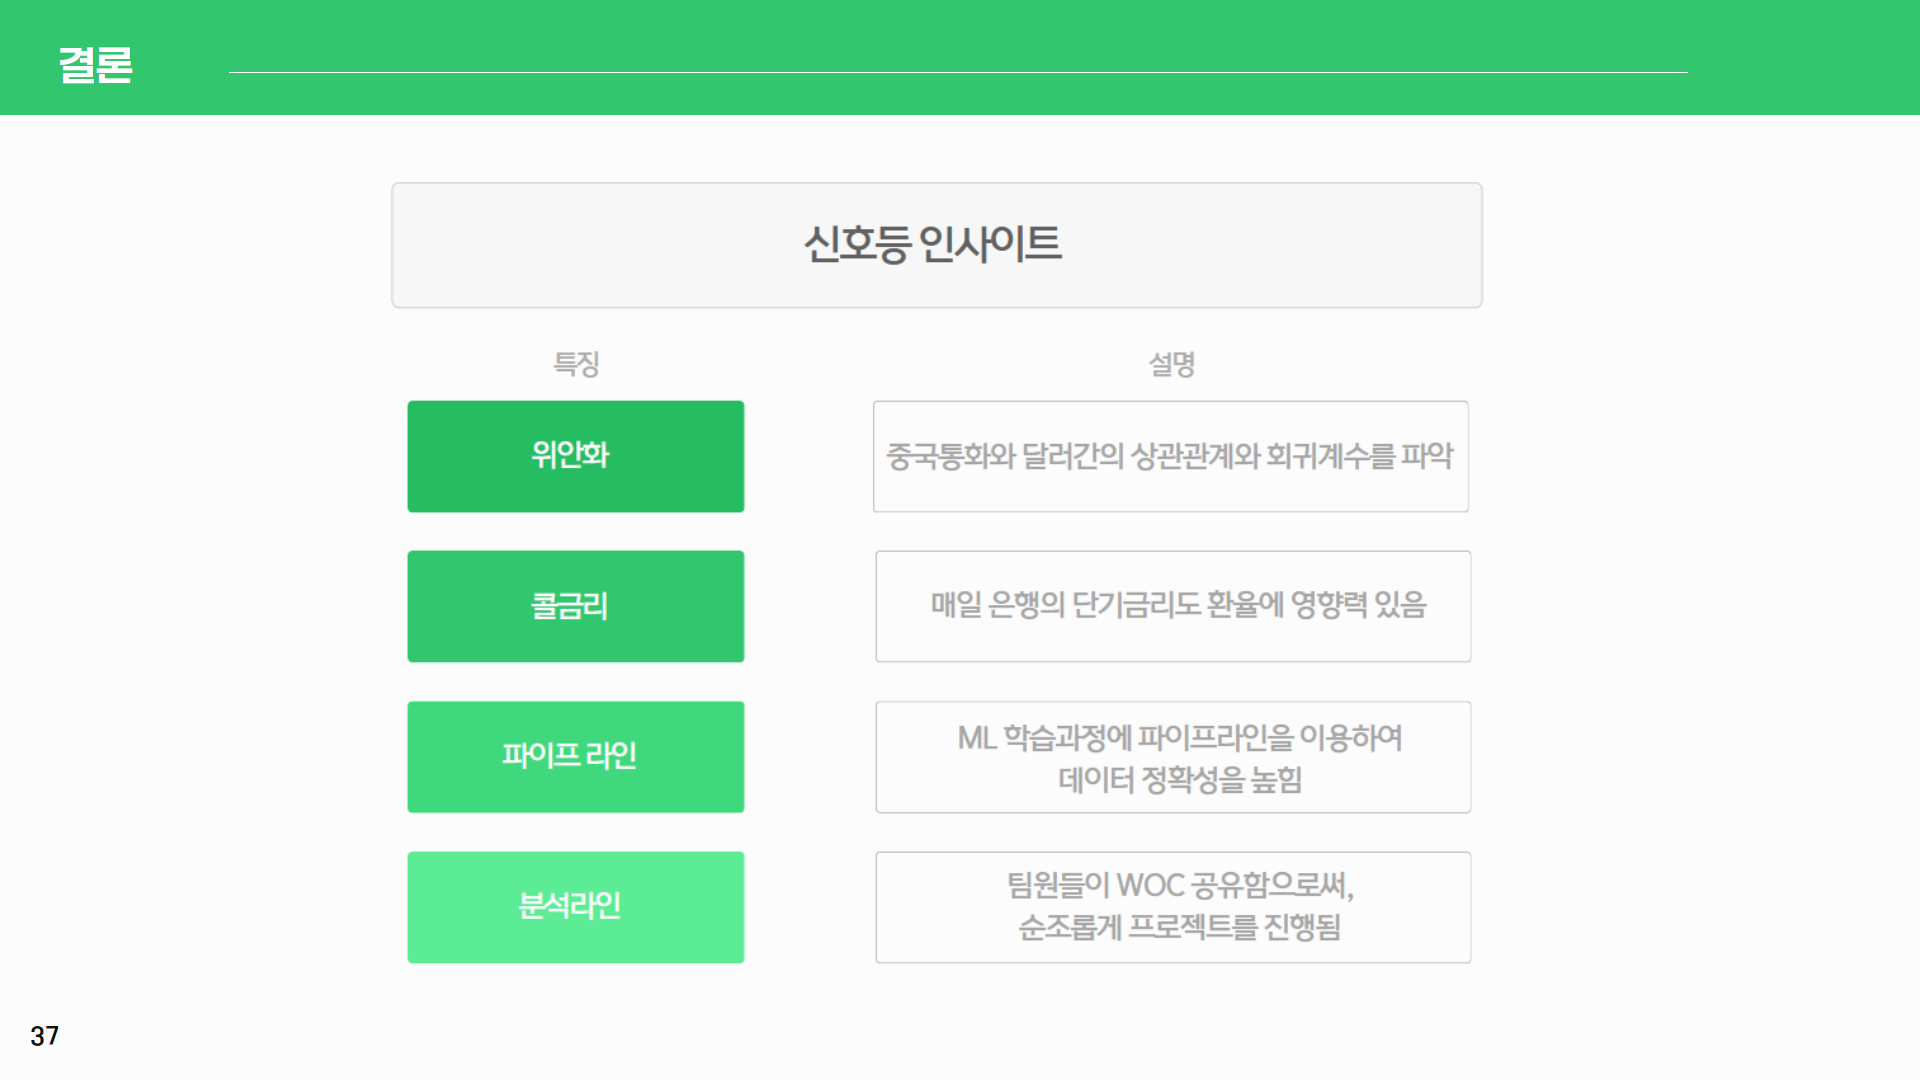 결론
신호등 인사이트
특징
설명
위안화
중국통화와 달러간의 상관관계와 회귀계수를 파악
콜금리
매일 은행의 단기금리도 환율에 영향력 있음
파이프 라인
ML 학습과정에 파이프라인을 이용하여
데이터 정확성을 높힘
분석라인
팀원들이 WOC 공유함으로써,
순조롭게 프로젝트를 진행됨
37